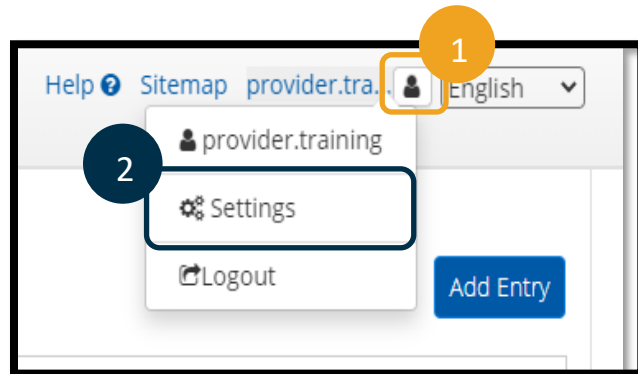 1
Help Sitemap provider.tra... English
provider.training
2
Settings
Logout
Add Entry